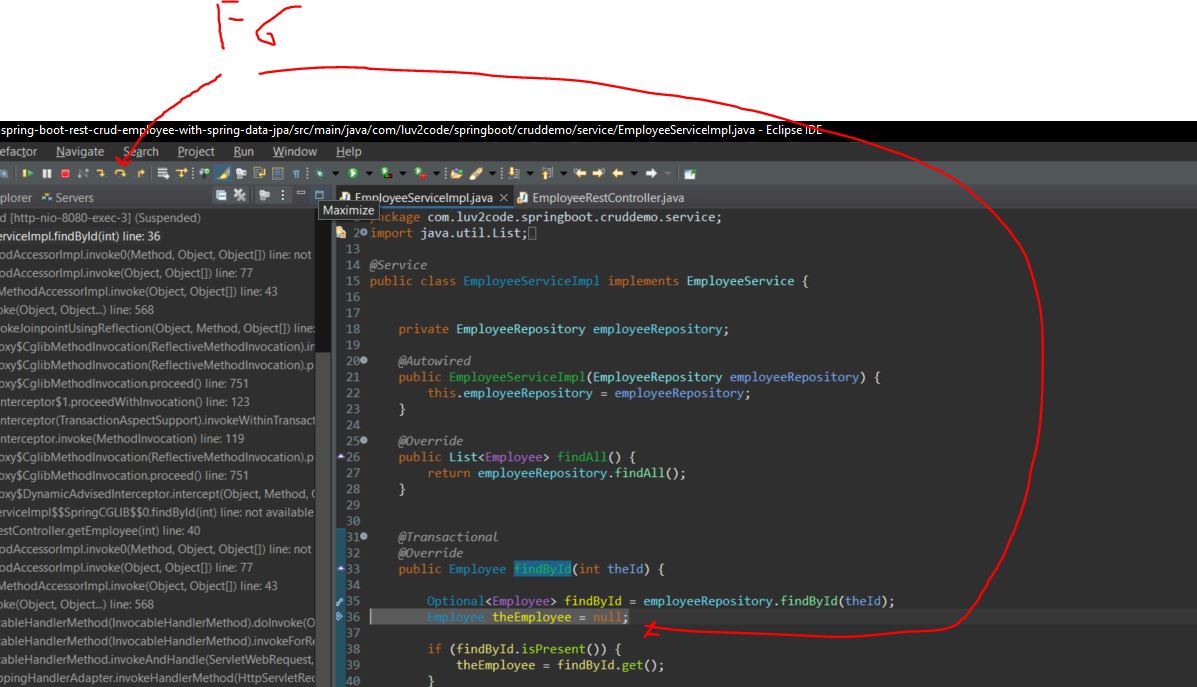 F6
spring-boot-rest-crud-employee-with-spring-data-jpa/src/main/java/com/luv2code/springboot/cruddemo/service/EmployeeServiceImpl.java - Eclipse IDE
efactor Navigate Search Project Run Window Help
plorer Servers
EmployeeServiceImpl.java EmployeeRestController.java
Maximize
d [http-nio-8080-exec-3] (Suspended)
erviceImpl.findById(int) line: 36
odAccessorImpl.invoke0(Method, Object, Object[]) line: not
odAccessorImpl.invoke(Object, Object[]) line: 77
MethodAccessorImpl.invoke(Object, Object[]) line: 43
oke(Object, Object...) line: 568
vokeJoinpointUsingReflection(Object, Method, Object[]) line:
oxy$CglibMethodInvocation(ReflectiveMethodInvocation).in
oxy$CglibMethodInvocation(ReflectiveMethodInvocation).p
oxy$CglibMethodInvocation.proceed() line: 751
nterceptor$1.proceedWithInvocation() line: 123
nterceptor(TransactionAspectSupport).invokeWithinTransact
nterceptor.invoke(MethodInvocation) line: 119
oxy$CglibMethodInvocation(ReflectiveMethodInvocation).p
oxy$CglibMethodInvocation.proceed() line: 751
oxy$DynamicAdvisedInterceptor.intercept(Object, Method, O
erviceImpl$$SpringCGLIB$$0.findById(int) line: not available
estController.getEmployee(int) line: 40
odAccessorImpl.invoke0(Method, Object, Object[]) line: not
odAccessorImpl.invoke(Object, Object[]) line: 77
MethodAccessorImpl.invoke(Object, Object[]) line: 43
oke(Object, Object...) line: 568
cableHandlerMethod(InvocableHandlerMethod).doInvoke(O
cableHandlerMethod(InvocableHandlerMethod).invokeForRe
cableHandlerMethod.invokeAndHandle(ServletWebRequest,
ppingHandlerAdapter.invokeHandlerMethod(HttpServletRec
package com.luv2code.springboot.cruddemo.service;
2 import java.util.List;
13
14 @Service
15 public class EmployeeServiceImpl implements EmployeeService {
16
17
18 private EmployeeRepository employeeRepository;
19
20 @Autowired
21 public EmployeeServiceImpl(EmployeeRepository employeeRepository) {
22 this.employeeRepository = employeeRepository;
23 }
24
25 @Override
26 public List<Employee> findAll() {
27 return employeeRepository.findAll();
28 }
29
30
31 @Transactional
32 @Override
33 public Employee findById(int theId) {
34
35 Optional<Employee> findById = employeeRepository.findById(theId);
36 Employee theEmployee = null;
37
38 if (findById.isPresent()) {
39 theEmployee = findById.get();
40 }